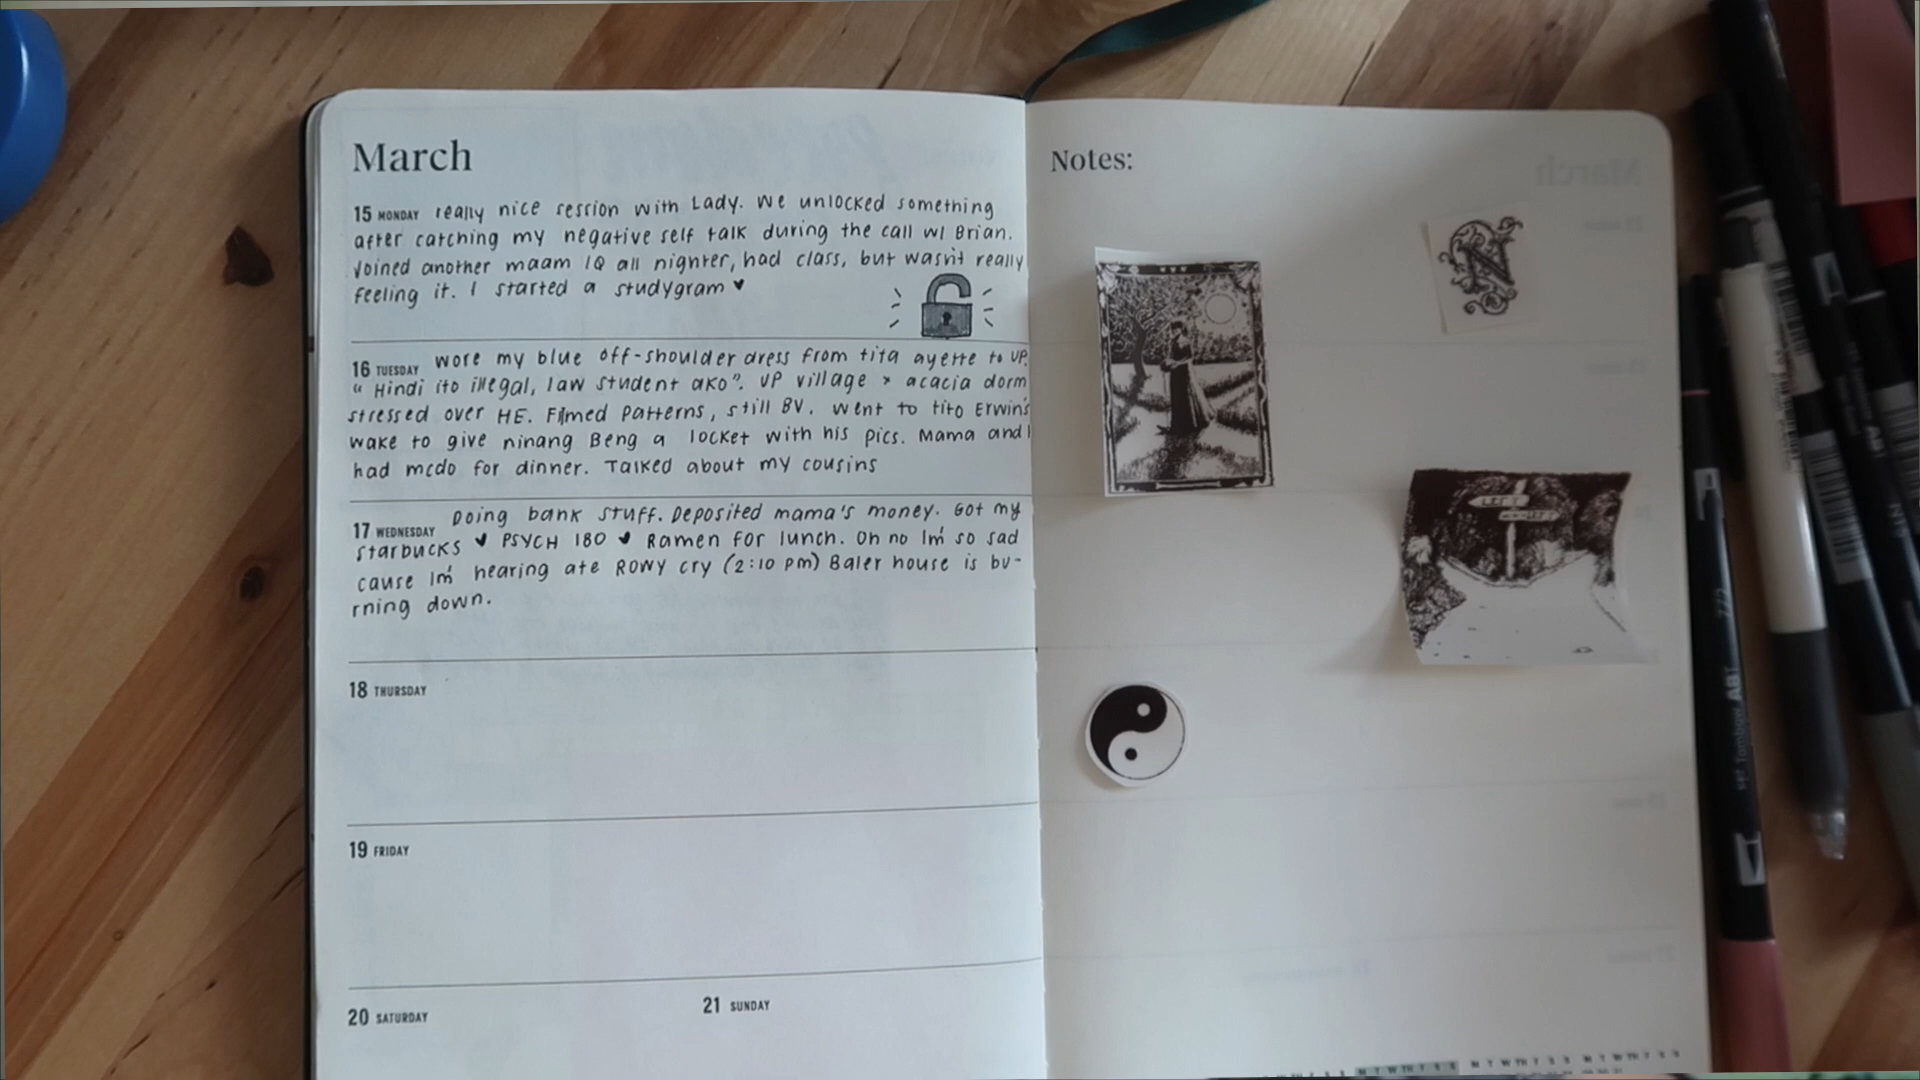 March
15 MONDAY really nice session with Lady. We unlocked something
after catching my negative self talk during the call w/ Brian.
Joined another maam IQ all nighter, had class, but wasn't really
feeling it. I started a studygram ♥
16 TUESDAY wore my blue off-shoulder dress from tita ayette to UP.
"Hindi ito illegal, law student ako". UP village > acacia dorm
stressed over HE. Filmed Patterns, still BV. went to tito Erwin's
wake to give ninang Beng a locket with his pics. Mama and I
had mcdo for dinner. Talked about my cousins
17 WEDNESDAY Doing bank stuff. Deposited mama's money. Got my
starbucks ♥ PSYCH 180 ♥ Ramen for lunch. Oh no Im so sad
cause Im hearing ate Rowy cry (2:10 pm) Baler house is bu-
rning down.
18 THURSDAY
19 FRIDAY
20 SATURDAY
21 SUNDAY
Notes:
N
LEFT
ABT